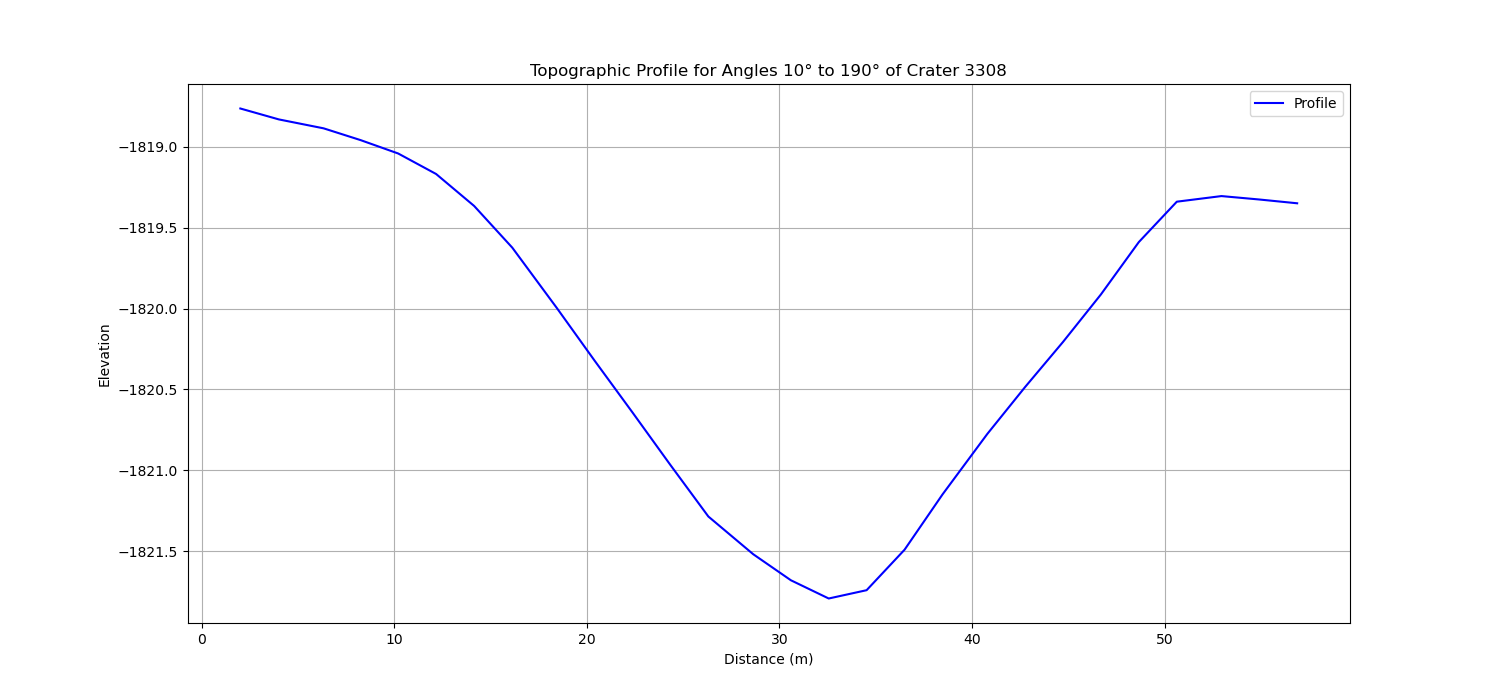 Topographic Profile for Angles 10° to 190° of Crater 3308
Profile
−1819.0
−1819.5
−1820.0
−1820.5
−1821.0
−1821.5
Elevation
0 10 20 30 40 50
Distance (m)